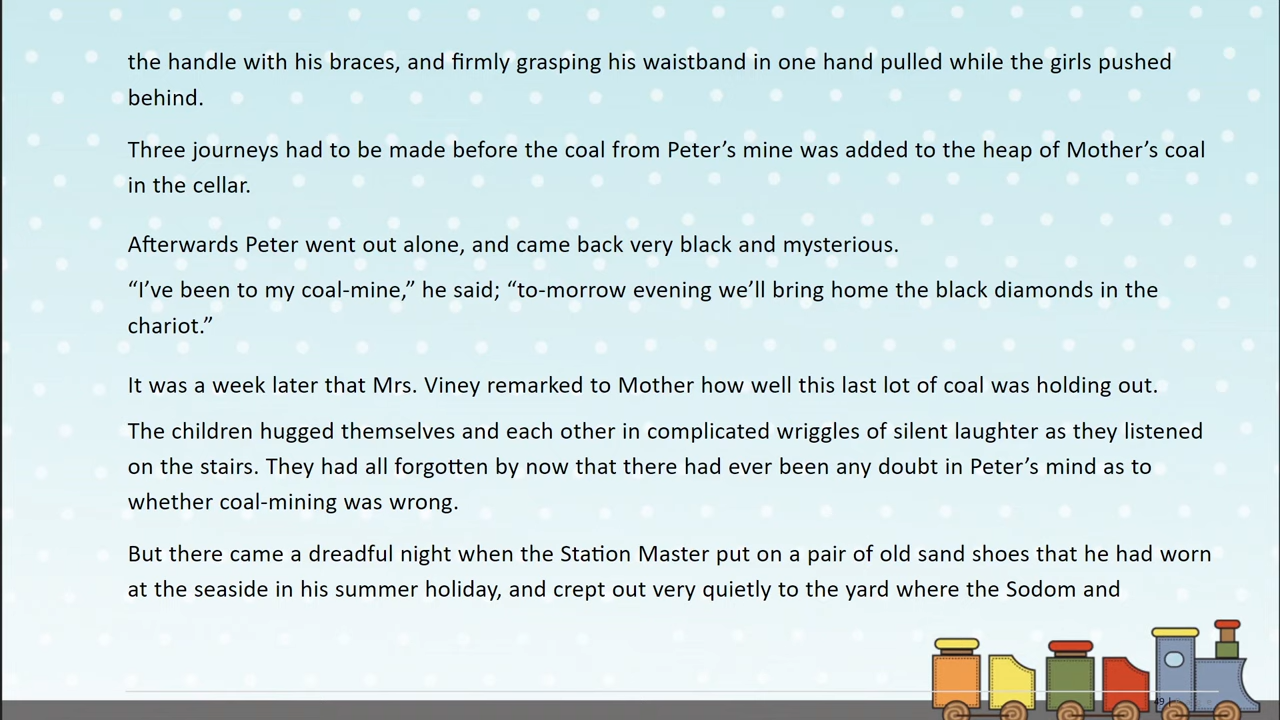 the handle with his braces, and firmly grasping his waistband in one hand pulled while the girls pushed
behind.
Three journeys had to be made before the coal from Peter’s mine was added to the heap of Mother’s coal
in the cellar.
Afterwards Peter went out alone, and came back very black and mysterious.
“I’ve been to my coal-mine,” he said; “to-morrow evening we’ll bring home the black diamonds in the
chariot.”
It was a week later that Mrs. Viney remarked to Mother how well this last lot of coal was holding out.
The children hugged themselves and each other in complicated wriggles of silent laughter as they listened
on the stairs. They had all forgotten by now that there had ever been any doubt in Peter’s mind as to
whether coal-mining was wrong.
But there came a dreadful night when the Station Master put on a pair of old sand shoes that he had worn
at the seaside in his summer holiday, and crept out very quietly to the yard where the Sodom and